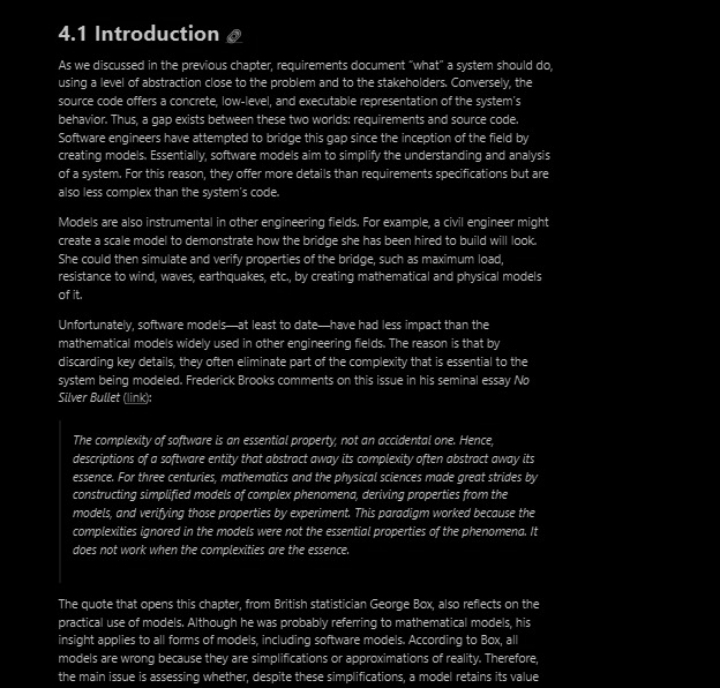 4.1 Introduction
As we discussed in the previous chapter, requirements document "what" a system should do,
using a level of abstraction close to the problem and to the stakeholders. Conversely, the
source code offers a concrete, low-level, and executable representation of the system's
behavior. Thus, a gap exists between these two worlds: requirements and source code.
Software engineers have attempted to bridge this gap since the inception of the field by
creating models. Essentially, software models aim to simplify the understanding and analysis
of a system. For this reason, they offer more details than requirements specifications but are
also less complex than the system's code.
Models are also instrumental in other engineering fields. For example, a civil engineer might
create a scale model to demonstrate how the bridge she has been hired to build will look.
She could then simulate and verify properties of the bridge, such as maximum load,
resistance to wind, waves, earthquakes, etc., by creating mathematical and physical models
of it.
Unfortunately, software models—at least to date—have had less impact than the
mathematical models widely used in other engineering fields. The reason is that by
discarding key details, they often eliminate part of the complexity that is essential to the
system being modeled. Frederick Brooks comments on this issue in his seminal essay No
Silver Bullet (link):
The complexity of software is an essential property, not an accidental one. Hence,
descriptions of a software entity that abstract away its complexity often abstract away its
essence. For three centuries, mathematics and the physical sciences made great strides by
constructing simplified models of complex phenomena, deriving properties from the
models, and verifying those properties by experiment. This paradigm worked because the
complexities ignored in the models were not the essential properties of the phenomena. It
does not work when the complexities are the essence.
The quote that opens this chapter, from British statistician George Box, also reflects on the
practical use of models. Although he was probably referring to mathematical models, his
insight applies to all forms of models, including software models. According to Box, all
models are wrong because they are simplifications or approximations of reality. Therefore,
the main issue is assessing whether, despite these simplifications, a model retains its value